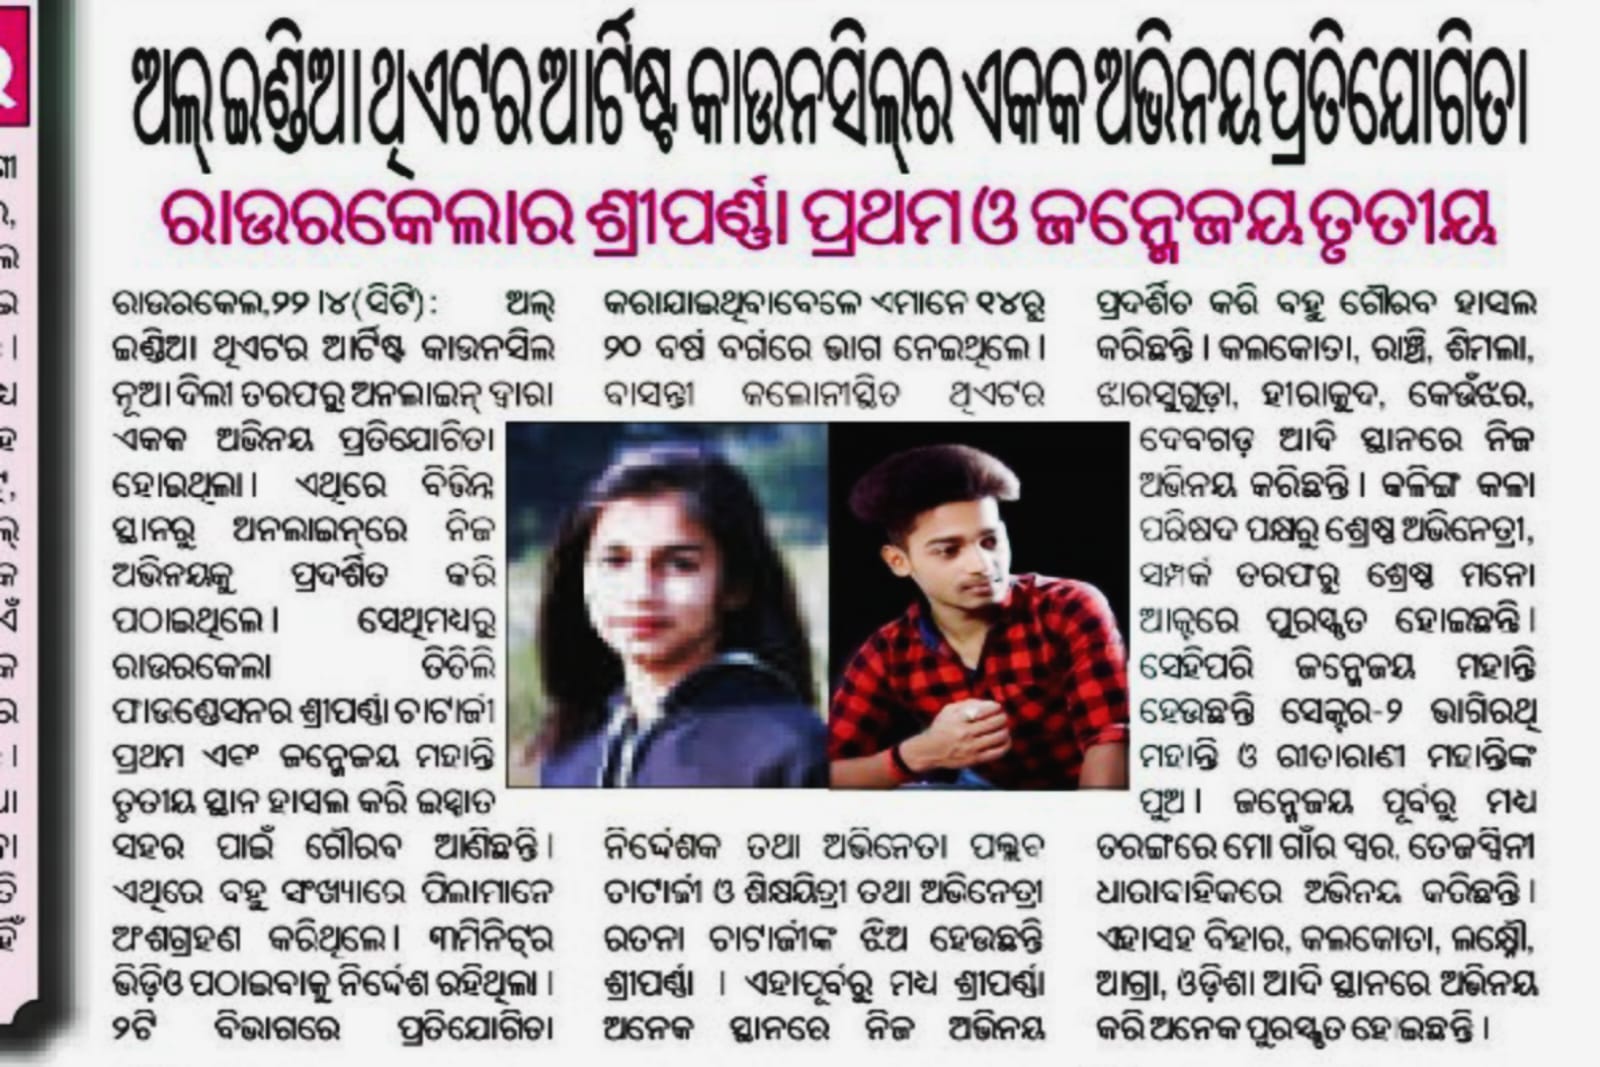 ଅଲ୍ ଇଣ୍ଡିଆ ଥିଏଟର ଆର୍ଟିଷ୍ଟ କାଉନସିଲ୍‌ର ଏକକ ଅଭିନୟ ପ୍ରତିଯୋଗିତା
ରାଉରକେଲାର ଶ୍ରୀପର୍ଣ୍ଣା ପ୍ରଥମ ଓ ଜନ୍ମେଜୟ ତୃତୀୟ
ରାଉରକେଲ,୨୨।୪(ସିଟି): ଅଲ୍
ଇଣ୍ଡିଆ ଥିଏଟର ଆର୍ଟିଷ୍ଟ କାଉନସିଲ
ନୂଆ ଦିଲୀ ତରଫରୁ ଅନଲାଇନ୍ ଦ୍ୱାରା
ଏକକ ଅଭିନୟ ପ୍ରତିଯୋଗିତା
ହୋଇଥିଲା। ଏଥିରେ ବିଭିନ୍ନ
ସ୍ଥାନରୁ ଅନଲାଇନ୍‌ରେ ନିଜ
ଅଭିନୟକୁ ପ୍ରଦର୍ଶିତ କରି
ପଠାଇଥିଲେ। ସେଥିମଧ୍ୟରୁ
ରାଉରକେଲା ଡିଡିଲି
ଫାଉଣ୍ଡେସନର ଶ୍ରୀପର୍ଣ୍ଣା ଚାଟାର୍ଜୀ
ପ୍ରଥମ ଏବଂ ଜନ୍ମେଜୟ ମହାନ୍ତି
ତୃତୀୟ ସ୍ଥାନ ହାସଲ କରି ଇସ୍ପାତ
ସହର ପାଇଁ ଗୌରବ ଆଣିଛନ୍ତି।
ଏଥିରେ ବହୁ ସଂଖ୍ୟାରେ ପିଲାମାନେ
ଅଂଶଗ୍ରହଣ କରିଥିଲେ। ୩ମିନିଟ୍‌ର
ଭିଡ଼ିଓ ପଠାଇବାକୁ ନିର୍ଦ୍ଦେଶ ରହିଥିଲା।
୨ଟି ବିଭାଗରେ ପ୍ରତିଯୋଗିତା
କରାଯାଇଥିବାବେଳେ ଏମାନେ ୧୪ରୁ
୨୦ ବର୍ଷ ବର୍ଗରେ ଭାଗ ନେଇଥିଲେ।
ବାସନ୍ତୀ କଲୋନୀସ୍ଥିତ ଥିଏଟର
ନିର୍ଦ୍ଦେଶକ ତଥା ଅଭିନେତା ପଲ୍ଲବ
ଚାଟାର୍ଜୀ ଓ ଶିକ୍ଷୟିତ୍ରୀ ତଥା ଅଭିନେତ୍ରୀ
ରତନା ଚାଟାର୍ଜୀଙ୍କ ଝିଅ ହେଉଛନ୍ତି
ଶ୍ରୀପର୍ଣ୍ଣା । ଏହାପୂର୍ବରୁ ମଧ୍ୟ ଶ୍ରୀପର୍ଣ୍ଣା
ଅନେକ ସ୍ଥାନରେ ନିଜ ଅଭିନୟ
ପ୍ରଦର୍ଶିତ କରି ବହୁ ଗୌରବ ହାସଲ
କରିଛନ୍ତି। କଲକୋତା, ରାଞ୍ଚି, ଶିମଲା,
ଝାରସୁଗୁଡ଼ା, ହୀରାକୁଦ, କେଉଁଝର,
ଦେବଗଡ଼ ଆଦି ସ୍ଥାନରେ ନିଜ
ଅଭିନୟ କରିଛନ୍ତି। କଳିଙ୍ଗ କଳା
ପରିଷଦ ପକ୍ଷରୁ ଶ୍ରେଷ୍ଠ ଅଭିନେତ୍ରୀ,
ସମ୍ପର୍କ ତରଫରୁ ଶ୍ରେଷ୍ଠ ମନୋ
ଆକ୍ଟରେ ପୁରସ୍କୃତ ହୋଇଛନ୍ତି।
ସେହିପରି ଜନ୍ମେଜୟ ମହାନ୍ତି
ହେଉଛନ୍ତି ସେକ୍ଟର-୨ ଭାଗିରଥି
ମହାନ୍ତି ଓ ରୀତାରାଣୀ ମହାନ୍ତିଙ୍କ
ପୁଅ। ଜନ୍ମେଜୟ ପୂର୍ବରୁ ମଧ୍ୟ
ତରଙ୍ଗରେ ମୋ ଗାଁର ସ୍ୱର, ତେଜସ୍ୱିନୀ
ଧାରାବାହିକରେ ଅଭିନୟ କରିଛନ୍ତି।
ଏହାସହ ବିହାର, କଲକୋତା, ଲକ୍ଷ୍ନୌ,
ଆଗ୍ରା, ଓଡ଼ିଶା ଆଦି ସ୍ଥାନରେ ଅଭିନୟ
କରି ଅନେକ ପୁରସ୍କୃତ ହୋଇଛନ୍ତି।